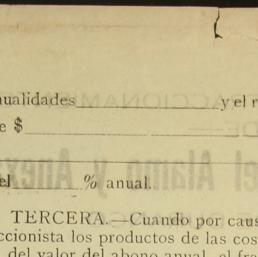 nualidades y el r
e $
el % anual.
TERCERA.—Cuando por caus
ccionista los productos de las cos
del valor del abono anual, el fra